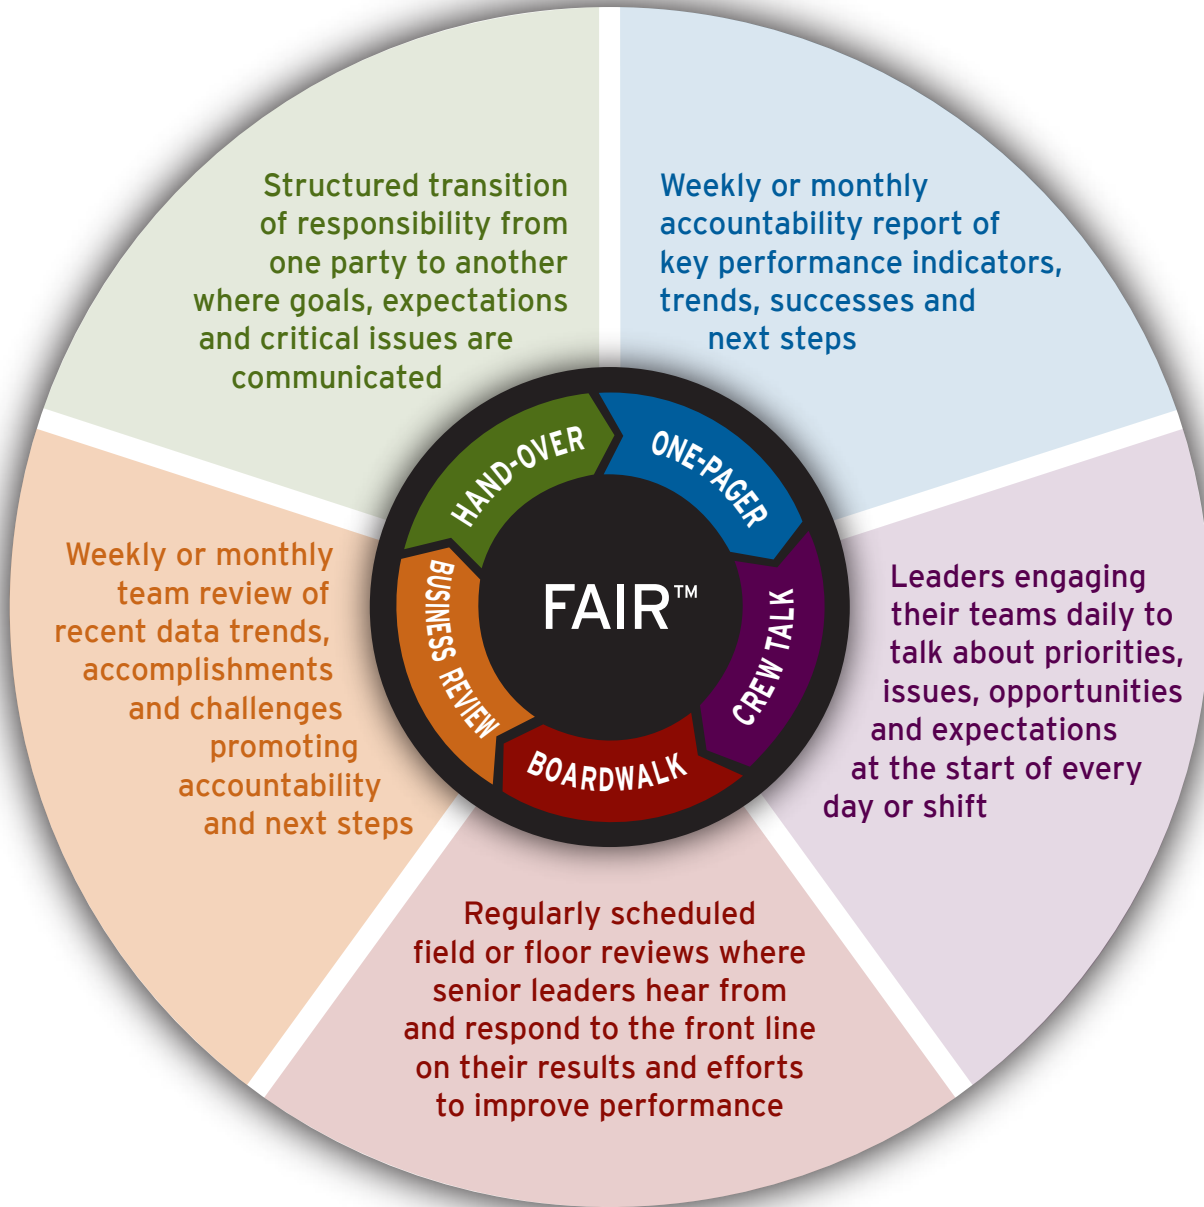 Structured transition
of responsibility from
one party to another
where goals, expectations
and critical issues are
communicated
Weekly or monthly
accountability report of
key performance indicators,
trends, successes and
next steps
HAND-OVER
ONE-PAGER
CREW TALK
BOARDWALK
BUSINESS REVIEW
FAIR™
Weekly or monthly
team review of
recent data trends,
accomplishments
and challenges
promoting
accountability
and next steps
Leaders engaging
their teams daily to
talk about priorities,
issues, opportunities
and expectations
at the start of every
day or shift
Regularly scheduled
field or floor reviews where
senior leaders hear from
and respond to the front line
on their results and efforts
to improve performance